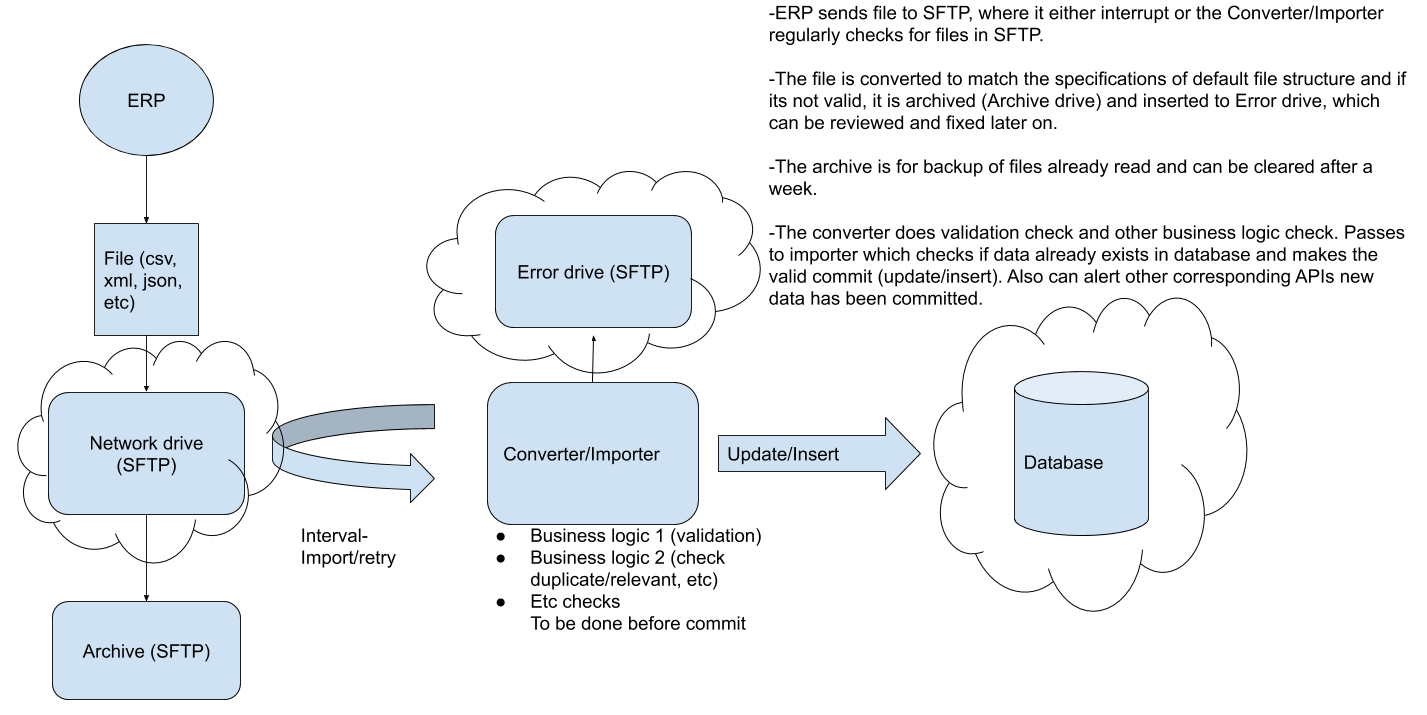 -ERP sends file to SFTP, where it either interrupt or the Converter/Importer
regularly checks for files in SFTP.
-The file is converted to match the specifications of default file structure and if
its not valid, it is archived (Archive drive) and inserted to Error drive, which
can be reviewed and fixed later on.
-The archive is for backup of files already read and can be cleared after a
week.
-The converter does validation check and other business logic check. Passes
to importer which checks if data already exists in database and makes the
valid commit (update/insert). Also can alert other corresponding APIs new
data has been committed.
ERP
File (csv,
xml, json,
etc)
Error drive (SFTP)
Network drive
(SFTP)
Converter/Importer
Update/Insert
Database
Interval-
Import/retry
● Business logic 1 (validation)
● Business logic 2 (check
duplicate/relevant, etc)
● Etc checks
To be done before commit
Archive (SFTP)